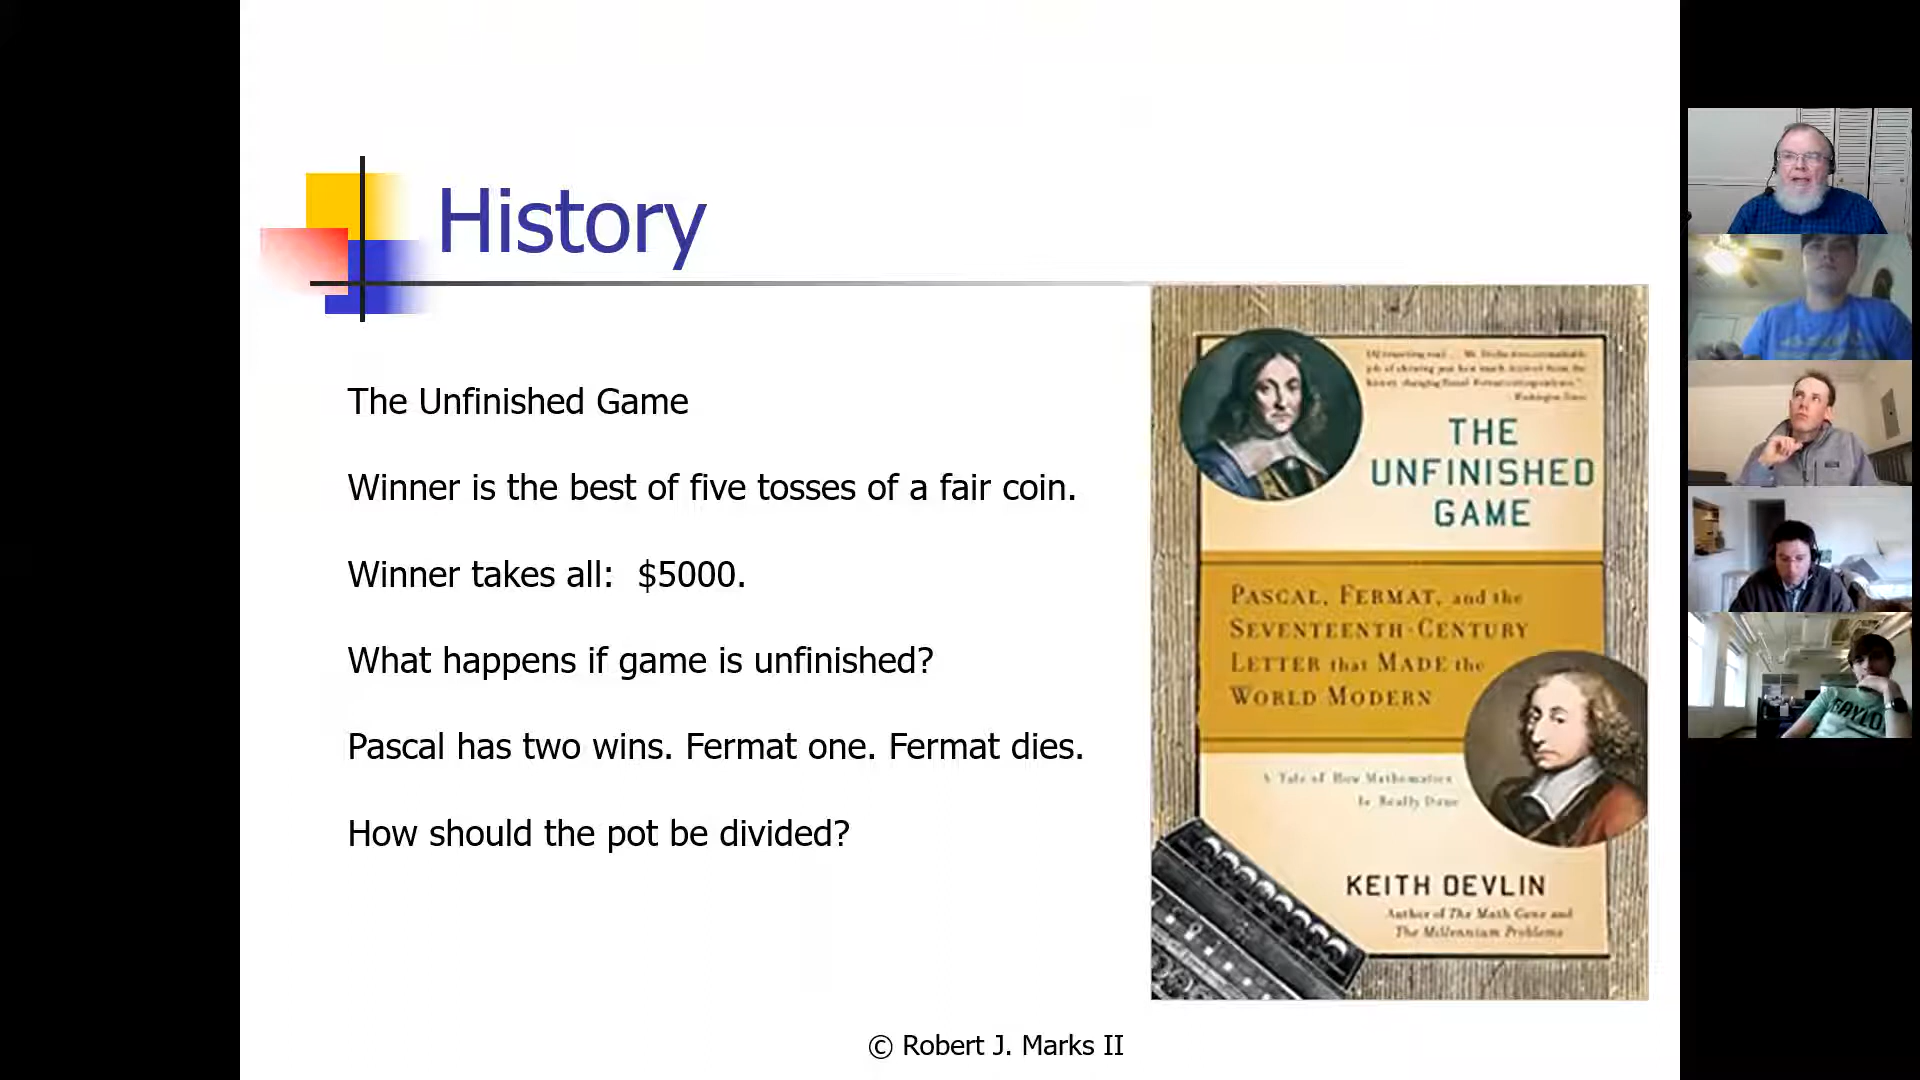 History
The Unfinished Game
Winner is the best of five tosses of a fair coin.
Winner takes all:  $5000.
What happens if game is unfinished?
Pascal has two wins. Fermat one. Fermat dies.
How should the pot be divided?
THE
UNFINISHED
GAME
PASCAL, FERMAT, and the
SEVENTEENTH-CENTURY
LETTER that MADE the
WORLD MODERN
A Tale of How Mathematics
Is Really Done
KEITH DEVLIN
Author of The Math Gene and
The Millennium Problems
© Robert J. Marks II